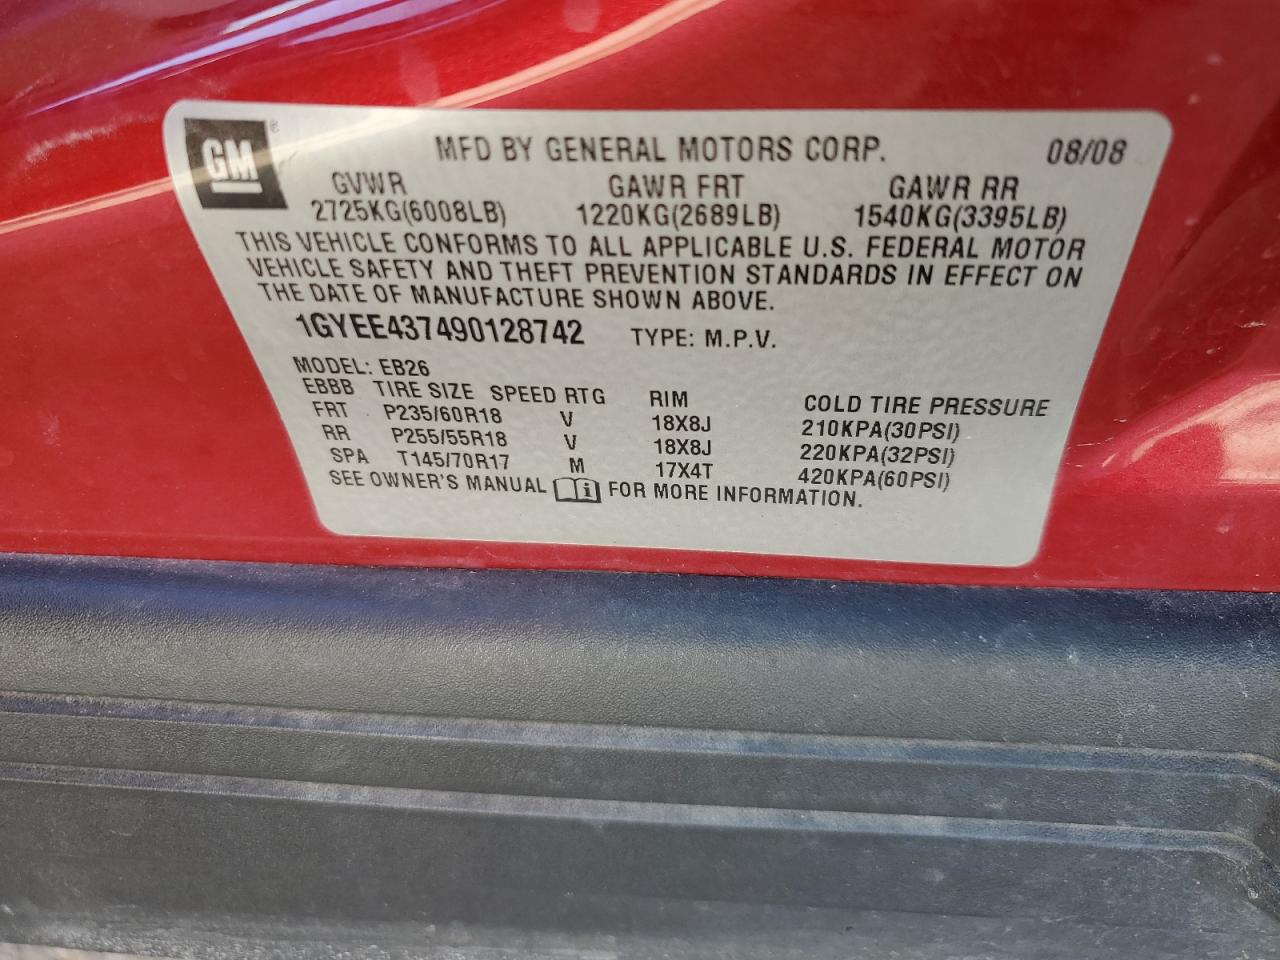 GM® MFD BY GENERAL MOTORS CORP. 08/08
GVWR GAWR FRT GAWR RR
2725KG(6008LB) 1220KG(2689LB) 1540KG(3395LB)
THIS VEHICLE CONFORMS TO ALL APPLICABLE U.S. FEDERAL MOTOR
VEHICLE SAFETY AND THEFT PREVENTION STANDARDS IN EFFECT ON
THE DATE OF MANUFACTURE SHOWN ABOVE.
1GYEE437490128742 TYPE: M.P.V.
MODEL: EB26
EBBB TIRE SIZE SPEED RTG RIM COLD TIRE PRESSURE
FRT P235/60R18 V 18X8J 210KPA(30PSI)
RR P255/55R18 V 18X8J 220KPA(32PSI)
SPA T145/70R17 M 17X4T 420KPA(60PSI)
SEE OWNER'S MANUAL i FOR MORE INFORMATION.